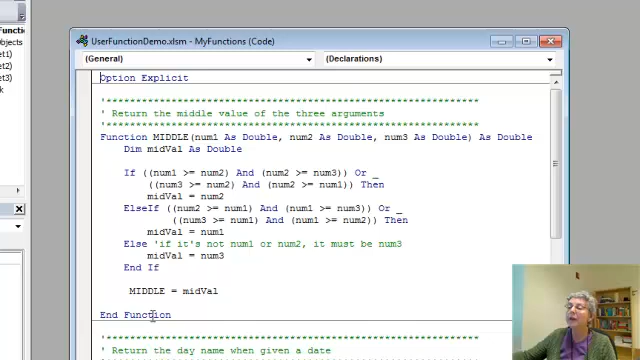 Objects
et1)
et2)
et3)
UserFunctionDemo.xlsm - MyFunctions (Code)
(General) (Declarations)
Option Explicit
'****************************************************************
' Return the middle value of the three arguments
'****************************************************************
Function MIDDLE(num1 As Double, num2 As Double, num3 As Double) As Double
Dim midVal As Double
If ((num1 >= num2) And (num2 >= num3)) Or _
((num3 >= num2) And (num2 >= num1)) Then
midVal = num2
ElseIf ((num2 >= num1) And (num1 >= num3)) Or _
((num3 >= num1) And (num1 >= num2)) Then
midVal = num1
Else 'if it's not num1 or num2, it must be num3
midVal = num3
End If
MIDDLE = midVal
End Function
'****************************************************************
' Return the day name when given a date